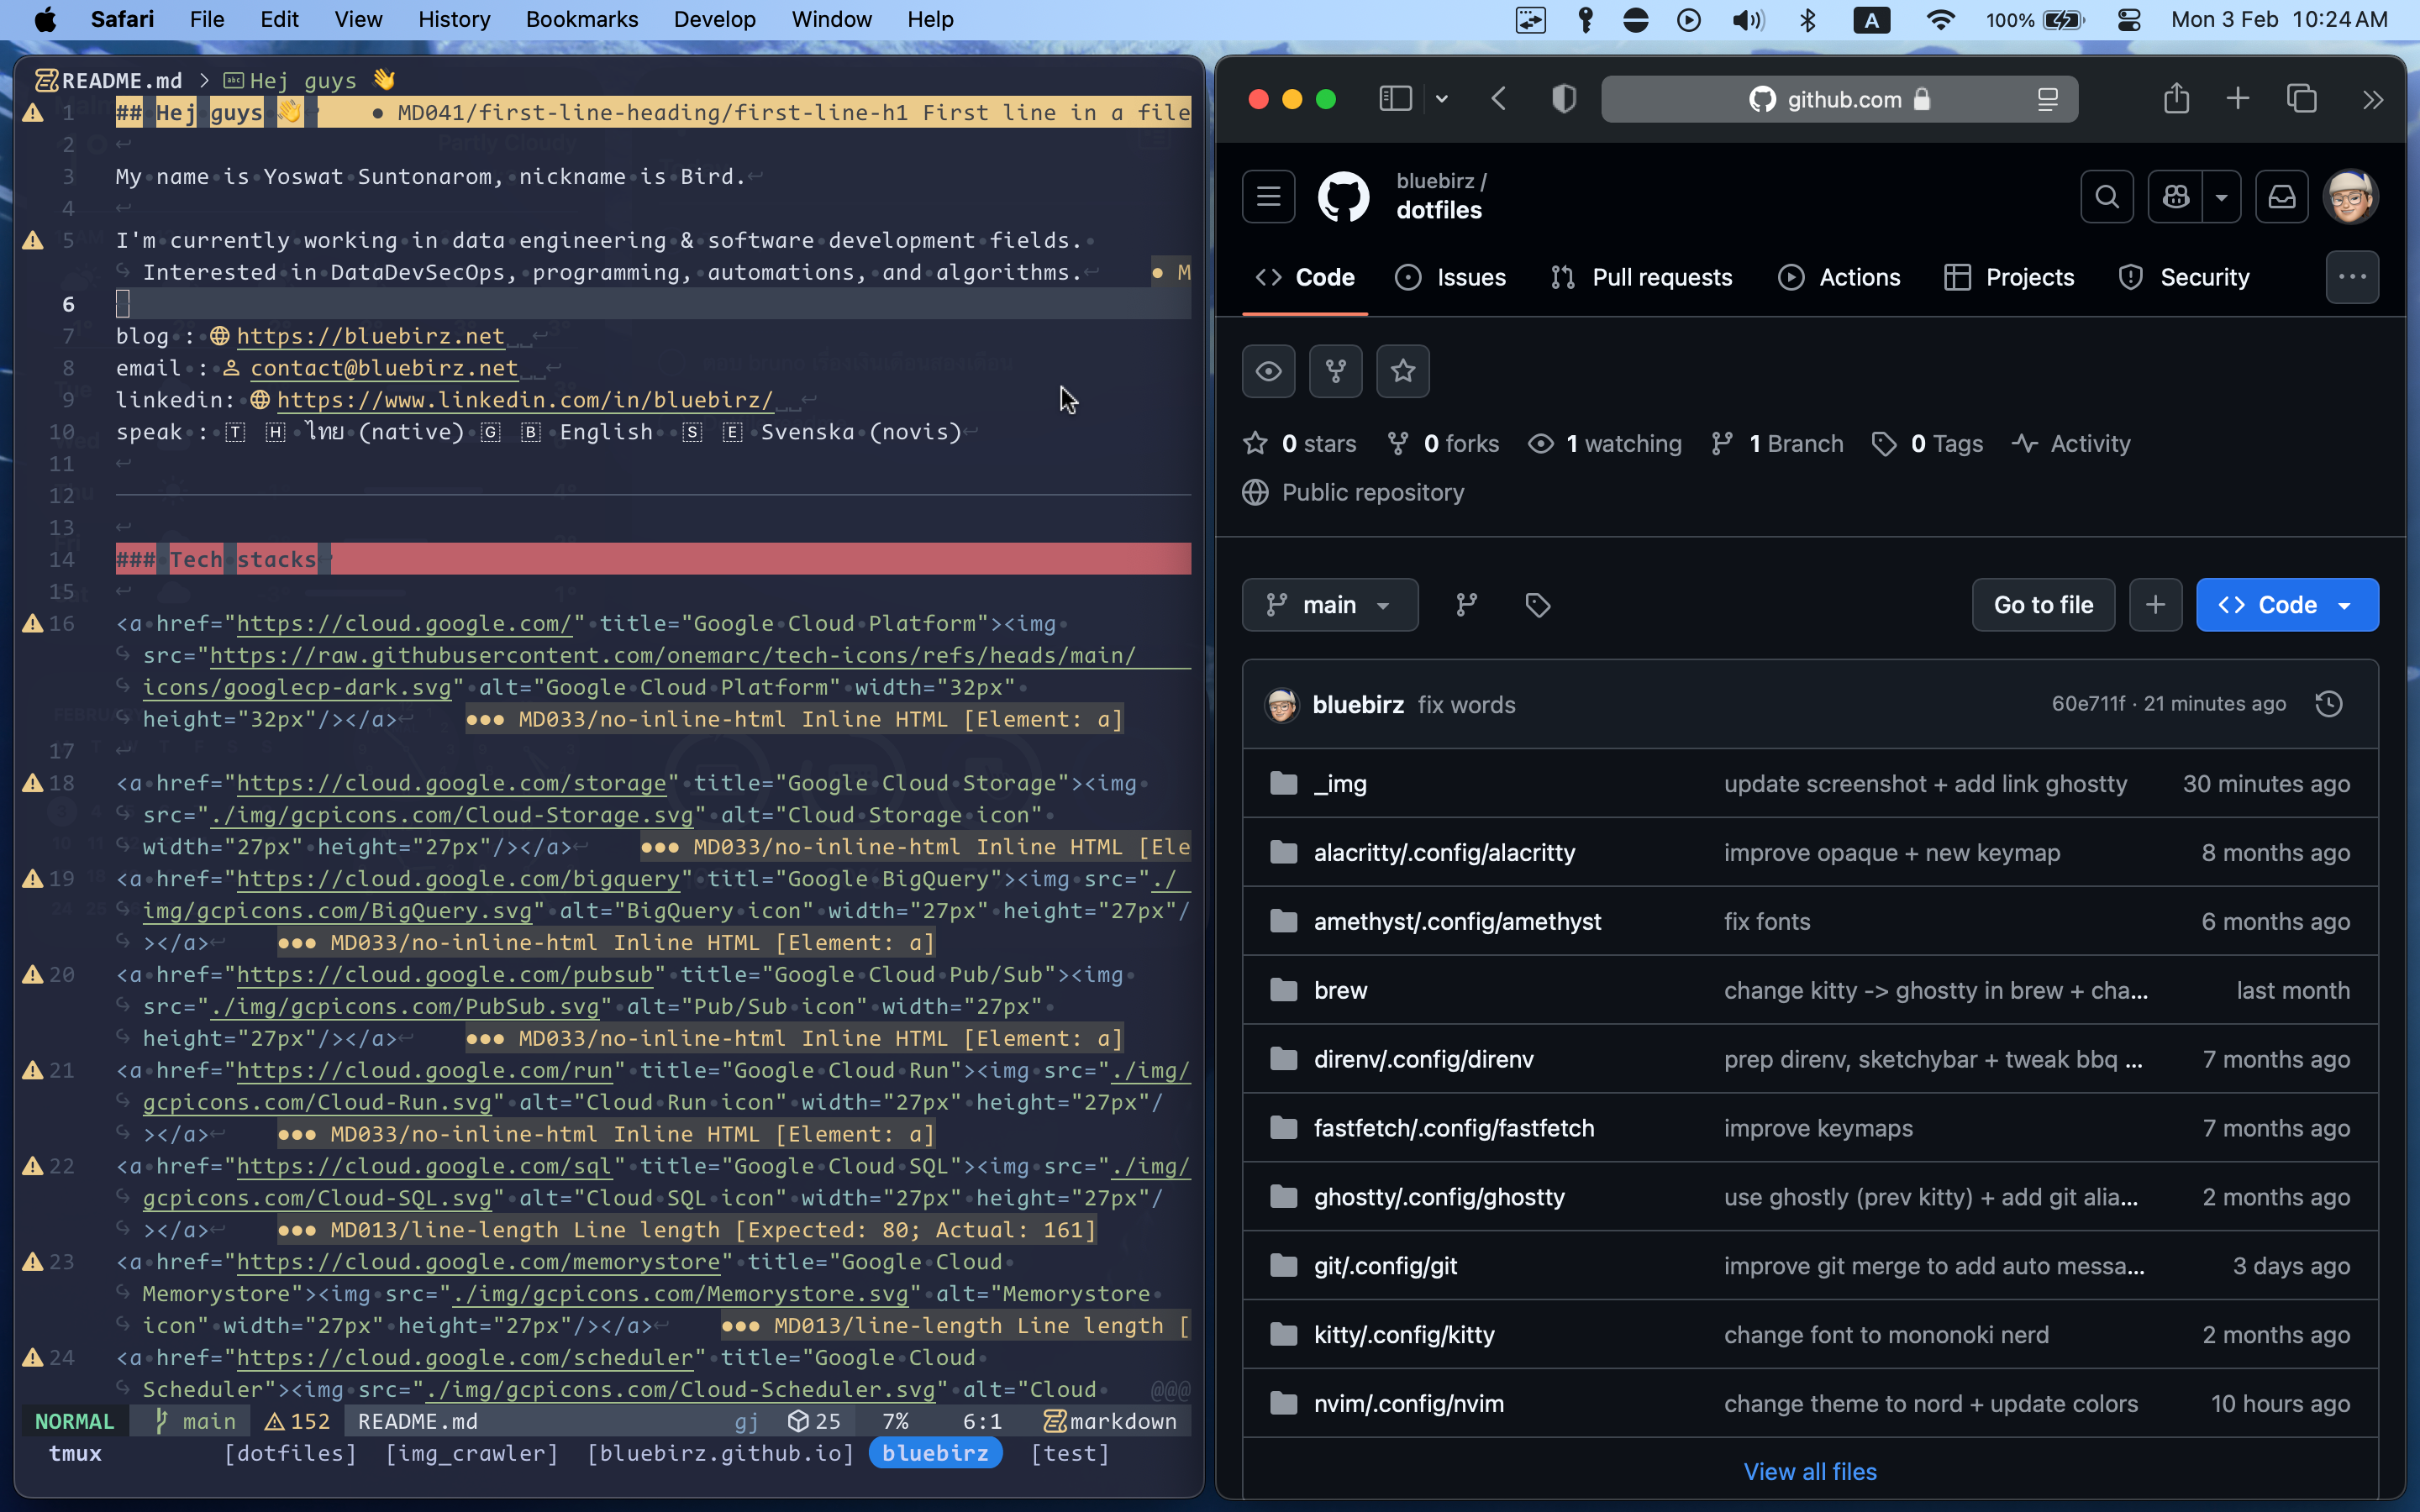 Safari File Edit View History Bookmarks Develop Window Help
A 100% Mon 3 Feb 10:24 AM
README.md > Hej guys 👋
1 ## Hej guys 👋 ● MD041/first-line-heading/first-line-h1 First line in a file
2
3 My name is Yoswat Suntonarom, nickname is Bird.
4
5 I'm currently working in data engineering & software development fields.
Interested in DataDevSecOps, programming, automations, and algorithms. ● M
6
7 blog : https://bluebirz.net
8 email : contact@bluebirz.net
9 linkedin: https://www.linkedin.com/in/bluebirz/
10 speak : T H ไทย (native) G B English S E Svenska (novis)
11
12
13
14 ### Tech stacks
15
16 <a href="https://cloud.google.com/" title="Google Cloud Platform"><img
src="https://raw.githubusercontent.com/onemarc/tech-icons/refs/heads/main/
icons/googlecp-dark.svg" alt="Google Cloud Platform" width="32px"
height="32px"/></a> ●●● MD033/no-inline-html Inline HTML [Element: a]
17
18 <a href="https://cloud.google.com/storage" title="Google Cloud Storage"><img
src="./img/gcpicons.com/Cloud-Storage.svg" alt="Cloud Storage icon"
width="27px" height="27px"/></a> ●●● MD033/no-inline-html Inline HTML [Ele
19 <a href="https://cloud.google.com/bigquery" titl="Google BigQuery"><img src="./
img/gcpicons.com/BigQuery.svg" alt="BigQuery icon" width="27px" height="27px"/
></a> ●●● MD033/no-inline-html Inline HTML [Element: a]
20 <a href="https://cloud.google.com/pubsub" title="Google Cloud Pub/Sub"><img
src="./img/gcpicons.com/PubSub.svg" alt="Pub/Sub icon" width="27px"
height="27px"/></a> ●●● MD033/no-inline-html Inline HTML [Element: a]
21 <a href="https://cloud.google.com/run" title="Google Cloud Run"><img src="./img/
gcpicons.com/Cloud-Run.svg" alt="Cloud Run icon" width="27px" height="27px"/
></a> ●●● MD033/no-inline-html Inline HTML [Element: a]
22 <a href="https://cloud.google.com/sql" title="Google Cloud SQL"><img src="./img/
gcpicons.com/Cloud-SQL.svg" alt="Cloud SQL icon" width="27px" height="27px"/
></a> ●●● MD013/line-length Line length [Expected: 80; Actual: 161]
23 <a href="https://cloud.google.com/memorystore" title="Google Cloud
Memorystore"><img src="./img/gcpicons.com/Memorystore.svg" alt="Memorystore
icon" width="27px" height="27px"/></a> ●●● MD013/line-length Line length [
24 <a href="https://cloud.google.com/scheduler" title="Google Cloud
Scheduler"><img src="./img/gcpicons.com/Cloud-Scheduler.svg" alt="Cloud @@@
NORMAL main 152 README.md gj 25 7% 6:1 markdown
tmux [dotfiles] [img_crawler] [bluebirz.github.io] bluebirz [test]
github.com
bluebirz /
dotfiles
Code Issues Pull requests Actions Projects Security
0 stars 0 forks 1 watching 1 Branch 0 Tags Activity
Public repository
main Go to file Code
bluebirz fix words 60e711f · 21 minutes ago
_img update screenshot + add link ghostty 30 minutes ago
alacritty/.config/alacritty improve opaque + new keymap 8 months ago
amethyst/.config/amethyst fix fonts 6 months ago
brew change kitty -> ghostty in brew + cha... last month
direnv/.config/direnv prep direnv, sketchybar + tweak bbq ... 7 months ago
fastfetch/.config/fastfetch improve keymaps 7 months ago
ghostty/.config/ghostty use ghostly (prev kitty) + add git alia... 2 months ago
git/.config/git improve git merge to add auto messa... 3 days ago
kitty/.config/kitty change font to mononoki nerd 2 months ago
nvim/.config/nvim change theme to nord + update colors 10 hours ago
View all files